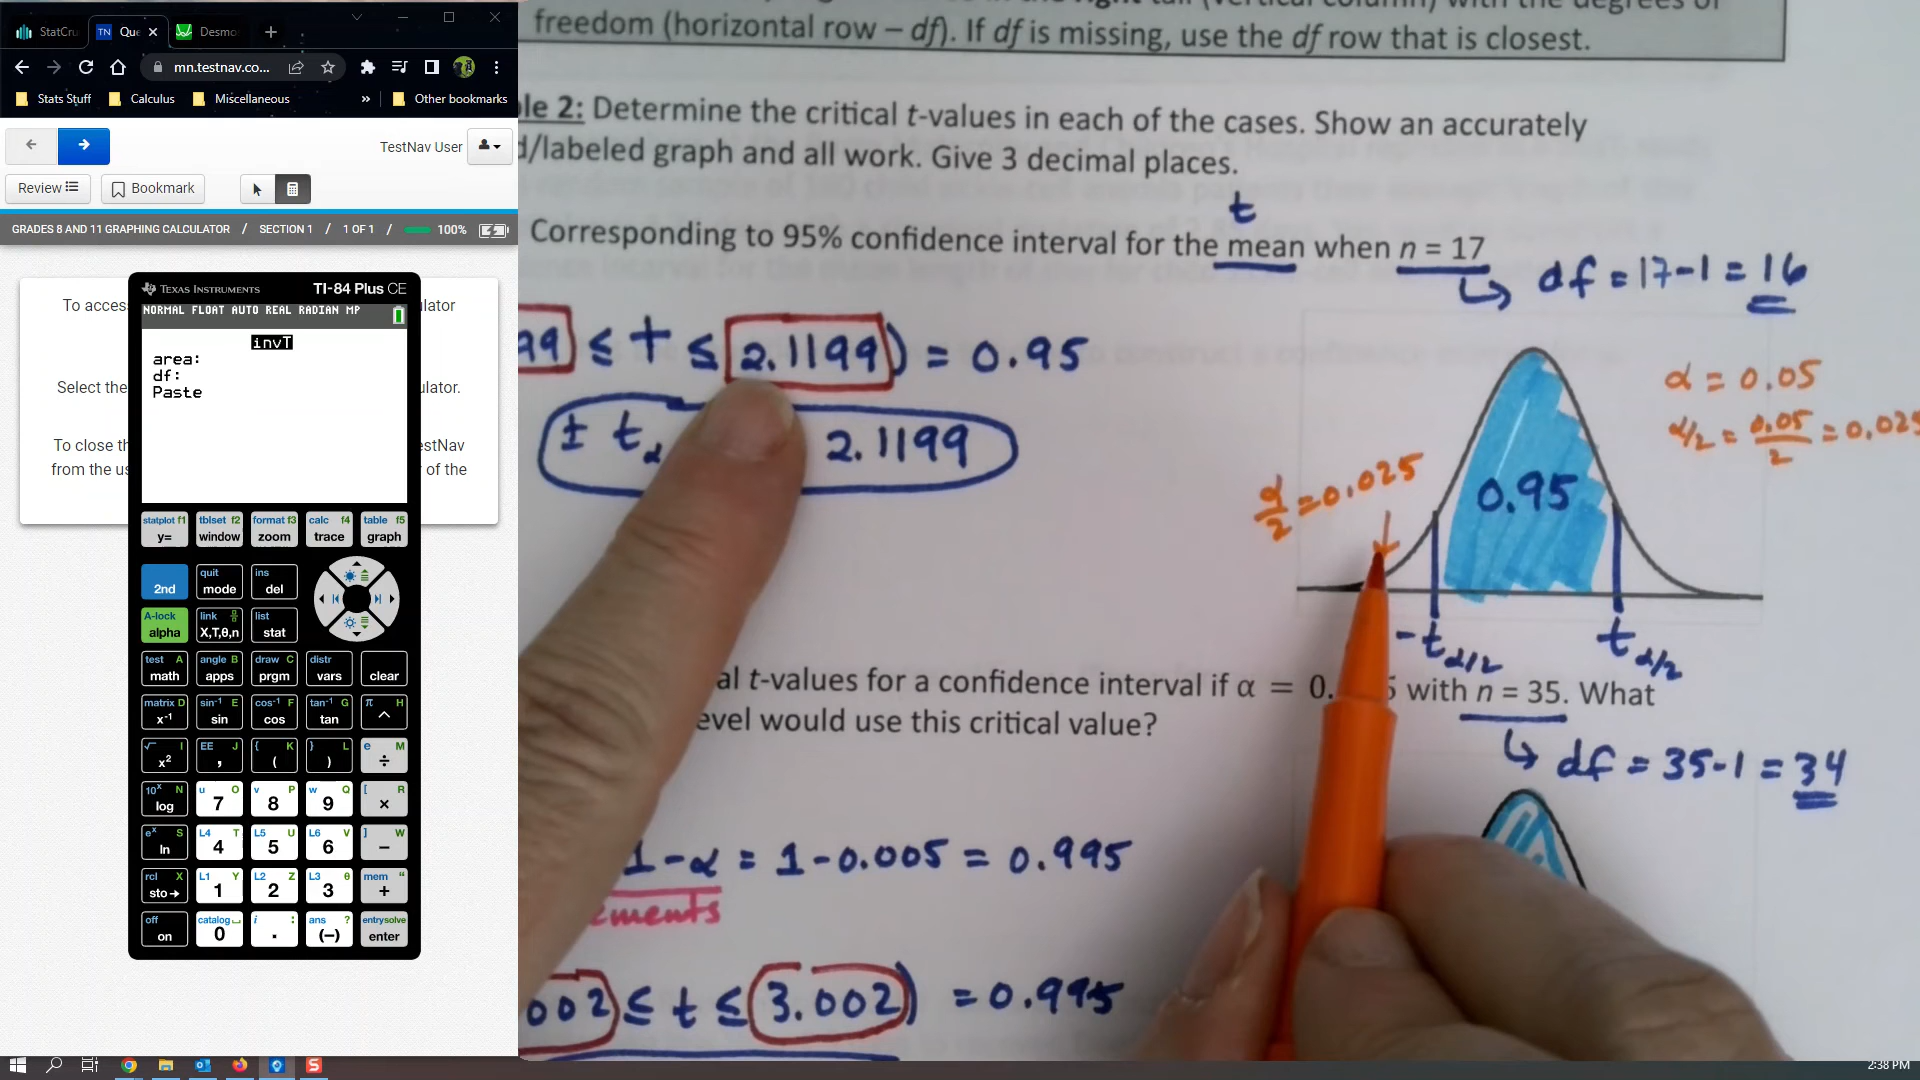 StatCru
TN Que
Desmo
mn.testnav.co...
Stats Stuff
Calculus
Miscellaneous
»
Other bookmarks
TestNav User
Review
Bookmark
GRADES 8 AND 11 GRAPHING CALCULATOR / SECTION 1 / 1 OF 1 / 100%
To acces
ulator
Select the
ulator.
To close th
estNav
from the us
of the
TEXAS INSTRUMENTS TI-84 Plus CE
NORMAL FLOAT AUTO REAL RADIAN MP
invT
area:
df:
Paste
statplot f1 tblset f2 format f3 calc f4 table f5
y= window zoom trace graph
quit ins
2nd mode del
A-lock link list
alpha X,T,θ,n stat
test A angle B draw C distr
math apps prgm vars clear
matrix D sin⁻¹ E cos⁻¹ F tan⁻¹ G π H
x⁻¹ sin cos tan ^
√ I EE J { K } L e M
x² , ( ) ÷
10ˣ N u O v P w Q [ R
log 7 8 9 ×
eˣ S L4 T L5 U L6 V ] W
ln 4 5 6 −
rcl X L1 Y L2 Z L3 θ mem "
sto→ 1 2 3 +
off catalog i : ans ? entry solve
on 0 . (−) enter
freedom (horizontal row – df). If df is missing, use the df row that is closest.
ple 2: Determine the critical t-values in each of the cases. Show an accurately
d/labeled graph and all work. Give 3 decimal places.
t
Corresponding to 95% confidence interval for the mean when n = 17
df = 17-1 = 16
99 ≤ t ≤ 2.1199) = 0.95
± t 2.1199
α = 0.05
α/2 = 0.05/2 = 0.025
α/2 = 0.025
0.95
-t α/2
t α/2
al t-values for a confidence interval if α = 0. 5 with n = 35. What
evel would use this critical value?
df = 35-1 = 34
1-α = 1-0.005 = 0.995
ements
002 ≤ t ≤ 3.002) = 0.995
2:38 PM